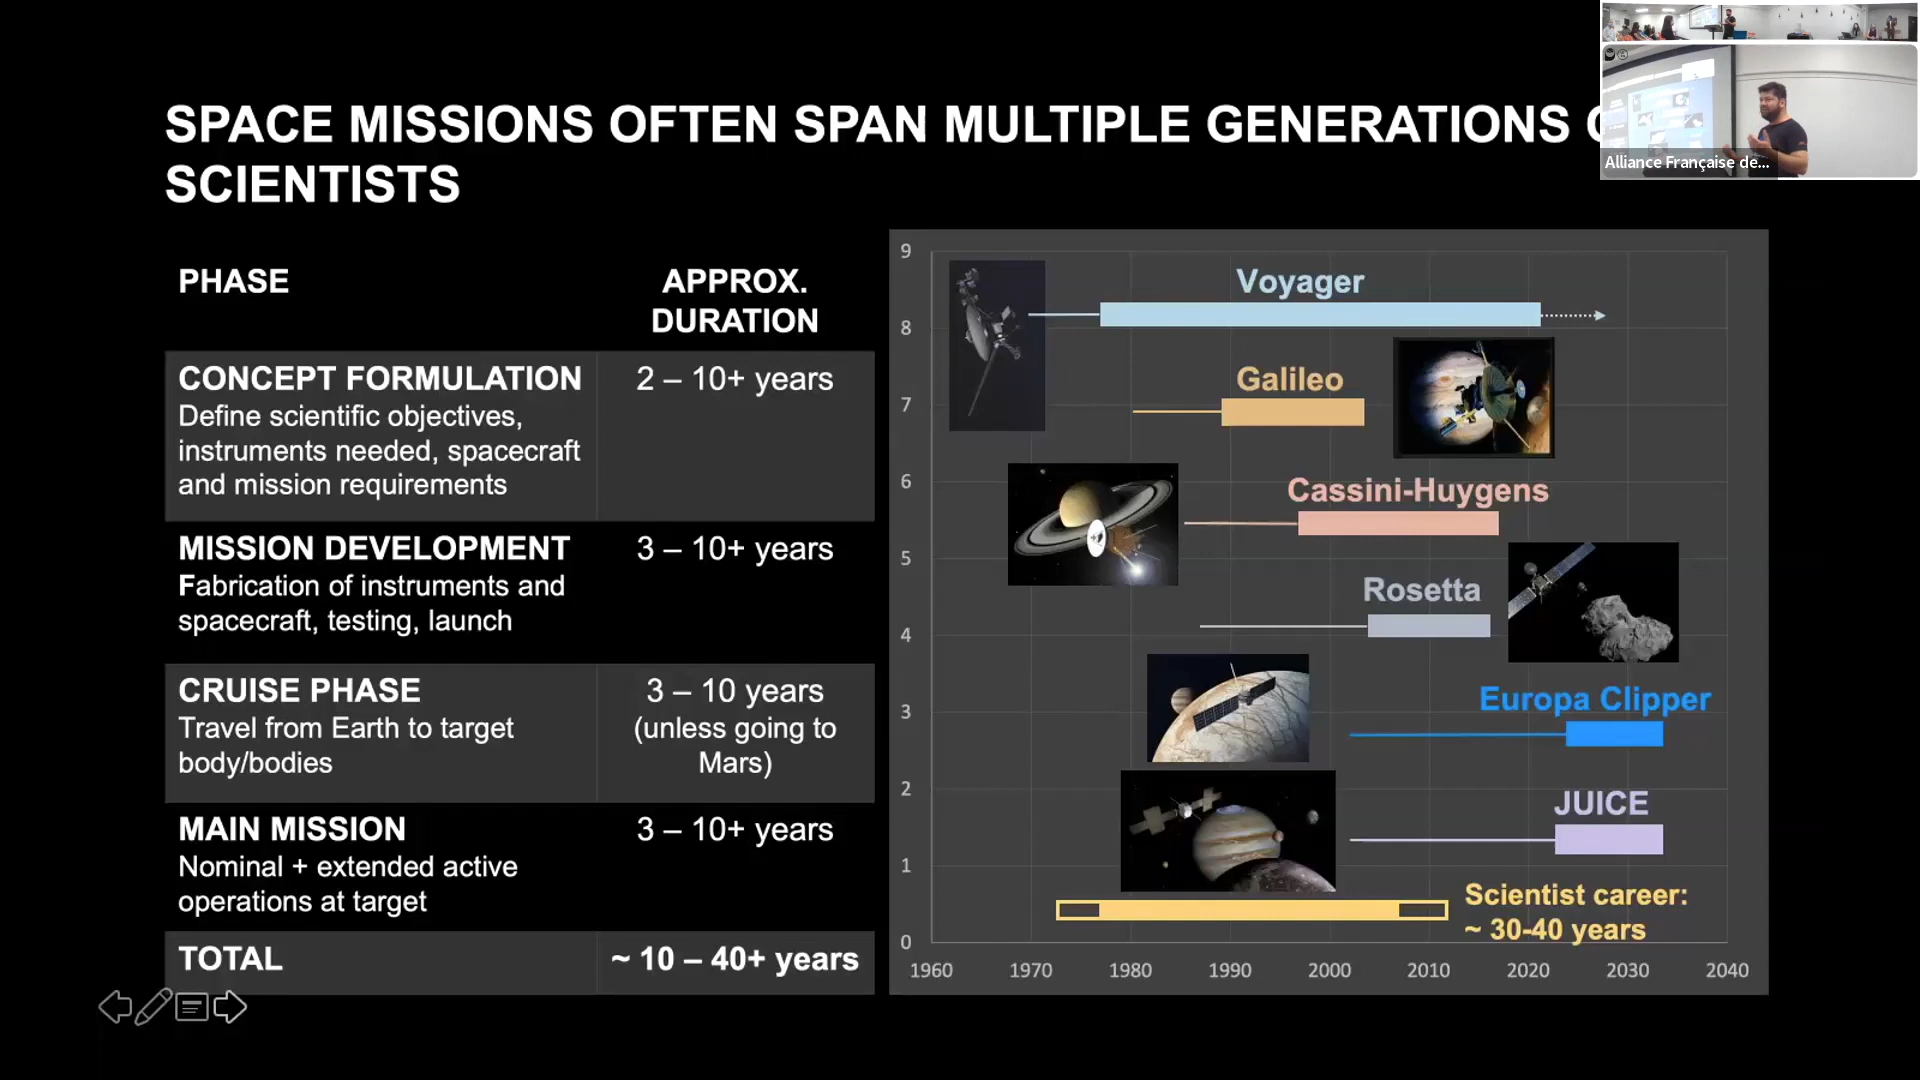 SPACE MISSIONS OFTEN SPAN MULTIPLE GENERATIONS
SCIENTISTS
Alliance Française de...
PHASE
APPROX.
DURATION
CONCEPT FORMULATION
2 – 10+ years
Define scientific objectives,
instruments needed, spacecraft
and mission requirements
MISSION DEVELOPMENT
3 – 10+ years
Fabrication of instruments and
spacecraft, testing, launch
CRUISE PHASE
3 – 10 years
Travel from Earth to target
body/bodies
(unless going to
Mars)
MAIN MISSION
3 – 10+ years
Nominal + extended active
operations at target
TOTAL
~ 10 – 40+ years
9
8
7
6
5
4
3
2
1
0
Voyager
Galileo
Cassini-Huygens
Rosetta
Europa Clipper
JUICE
Scientist career:
~ 30-40 years
1960 1970 1980 1990 2000 2010 2020 2030 2040